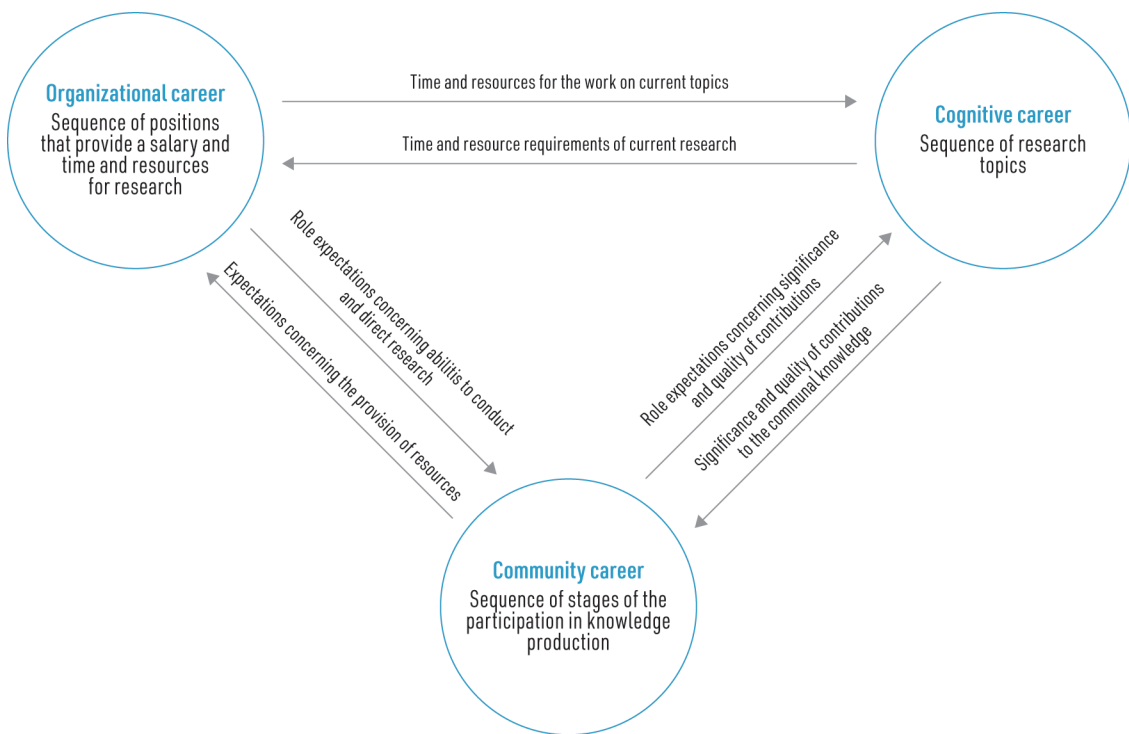 Organizational career
Sequence of positions
that provide a salary and
time and resources
for research
Time and resources for the work on current topics
Time and resource requirements of current research
Cognitive career
Sequence of research
topics
Role expectations concerning abilitis to conduct
and direct research
Expectations concerning the provision of resources
Role expectations concerning significance
and quality of contributions
Significance and quality of contributions
to the communal knowledge
Community career
Sequence of stages of the
participation in knowledge
production